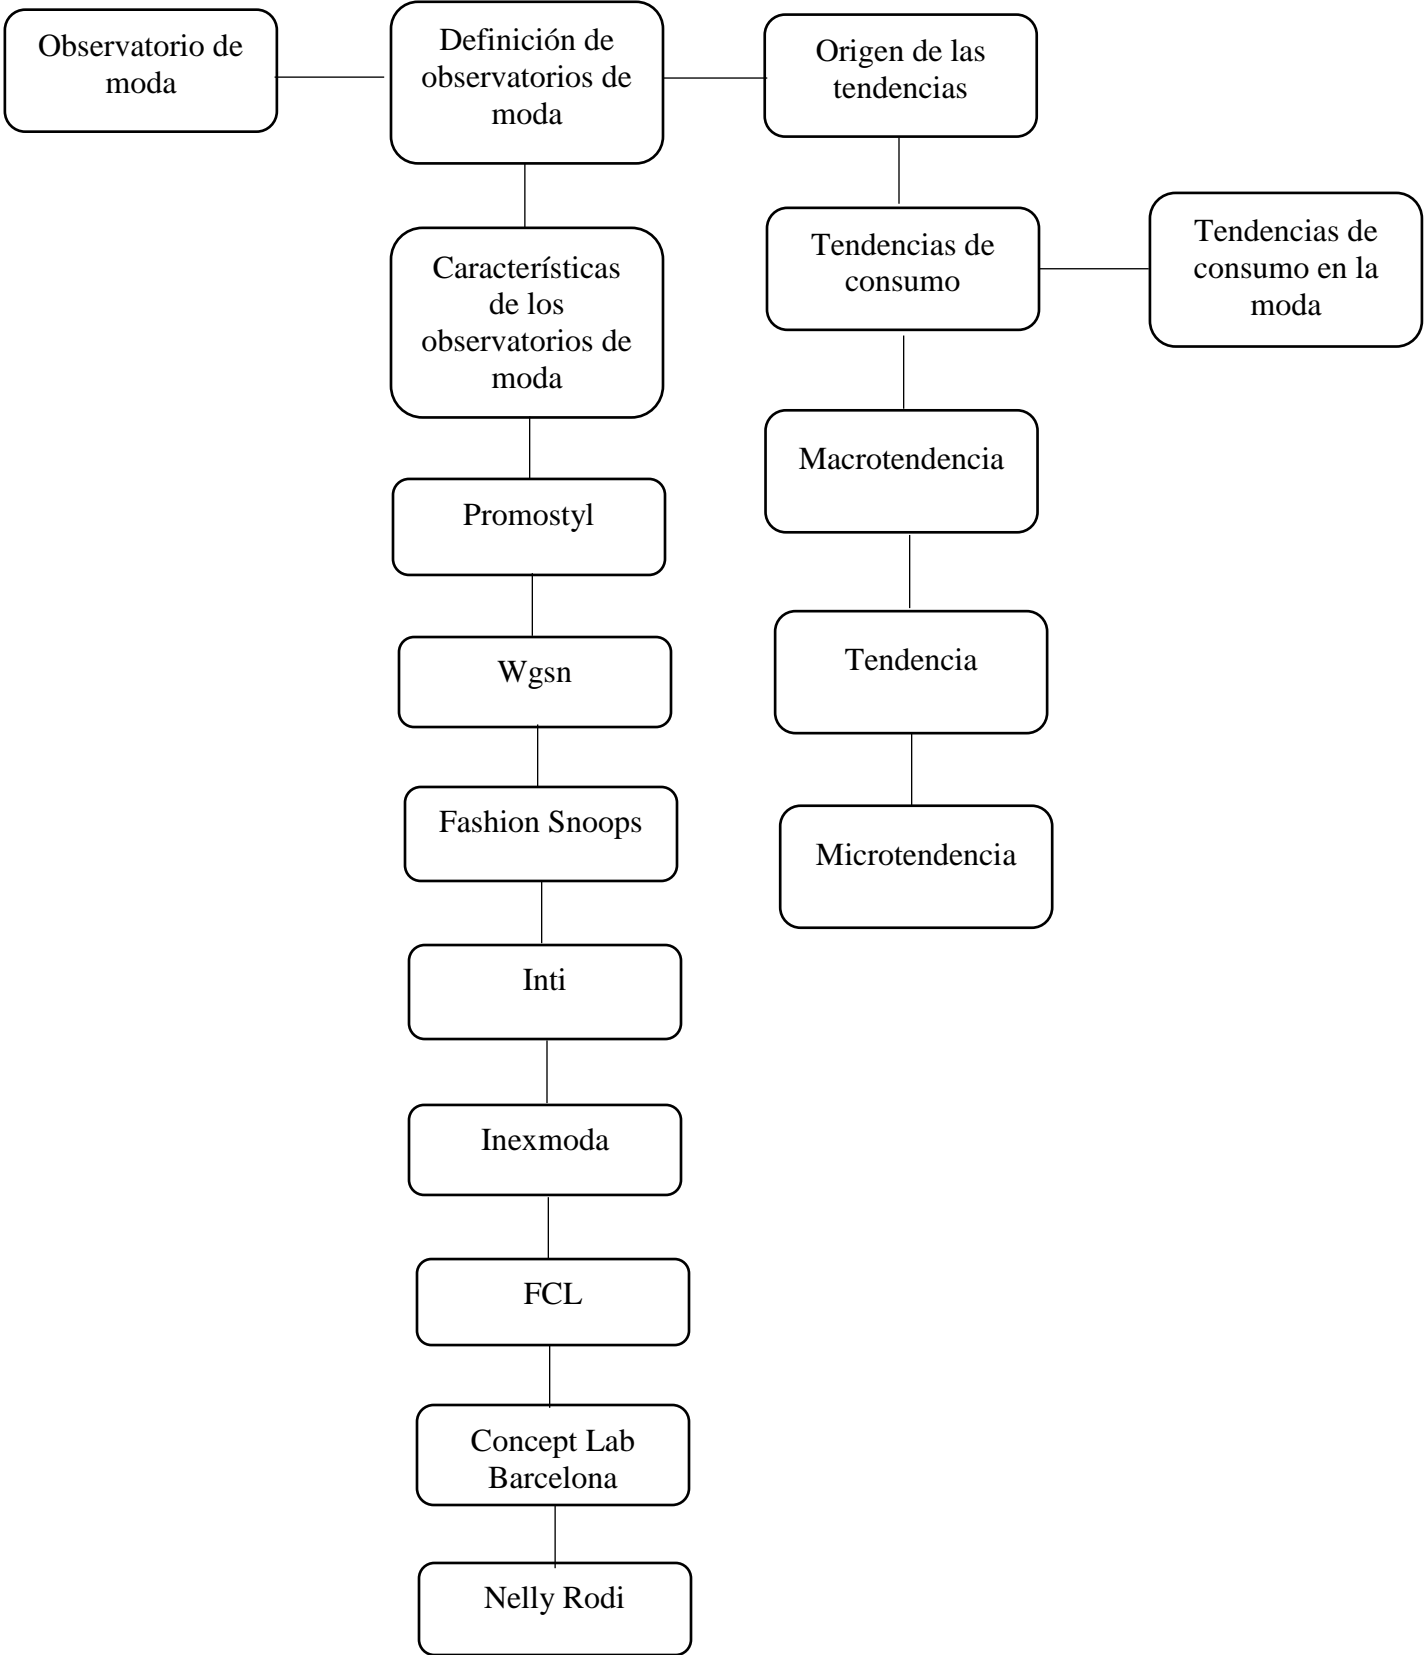 Observatorio de
moda
Definición de
observatorios de
moda
Origen de las
tendencias
Características
de los
observatorios de
moda
Tendencias de
consumo
Tendencias de
consumo en la
moda
Promostyl
Wgsn
Fashion Snoops
Inti
Inexmoda
FCL
Concept Lab
Barcelona
Nelly Rodi
Macrotendencia
Tendencia
Microtendencia